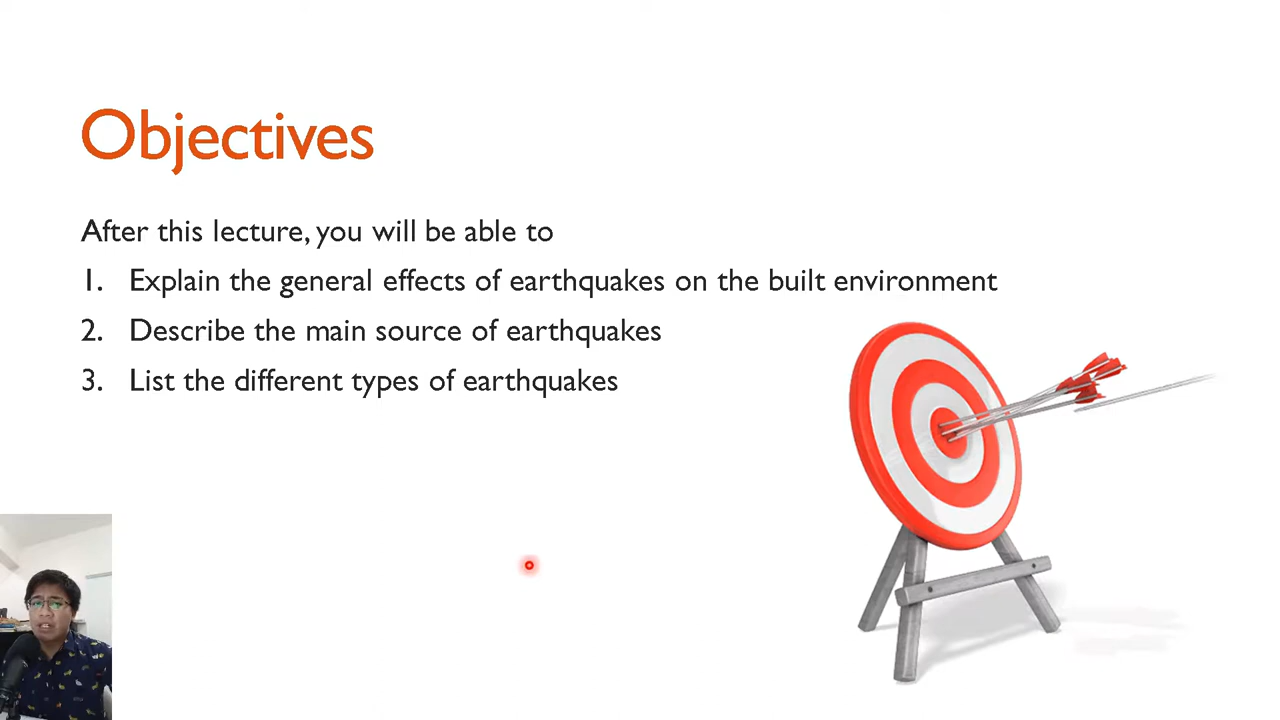 Objectives
After this lecture, you will be able to
1. Explain the general effects of earthquakes on the built environment
2. Describe the main source of earthquakes
3. List the different types of earthquakes